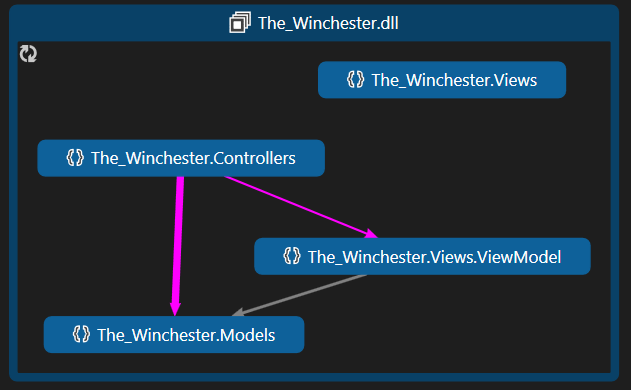 The_Winchester.dll
The_Winchester.Views
The_Winchester.Controllers
The_Winchester.Views.ViewModel
The_Winchester.Models